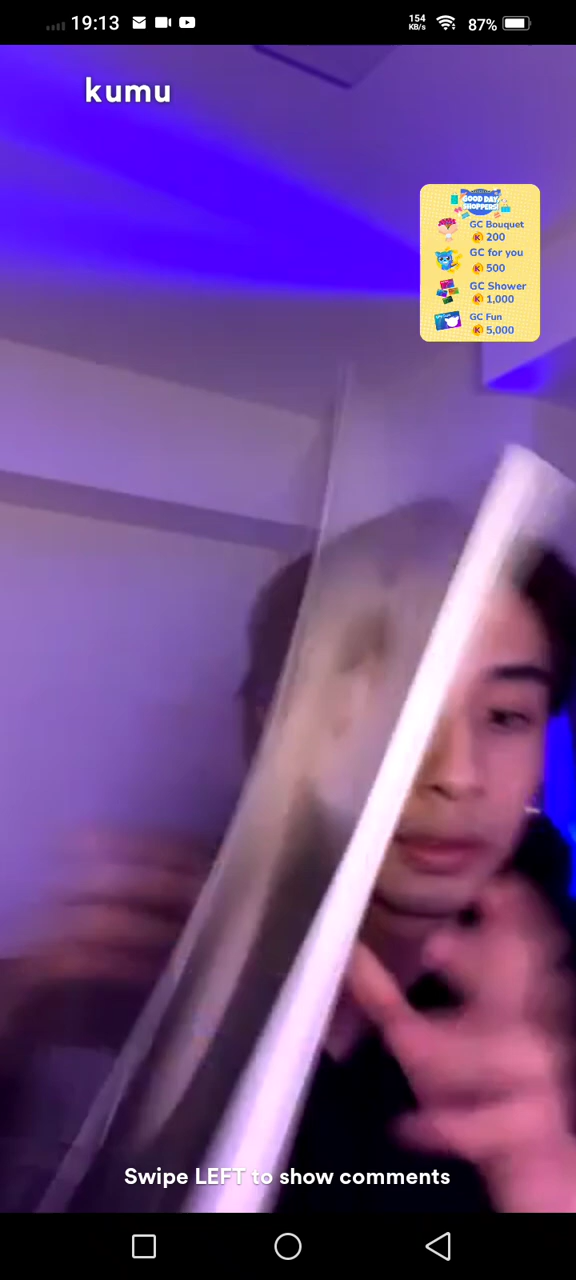 19:13
154
KB/s
87%
kumu
GOOD DAY
SHOPPERS!
GC Bouquet
K 200
GC for you
K 500
GC Shower
K 1,000
GC Fun
K 5,000
Swipe LEFT to show comments